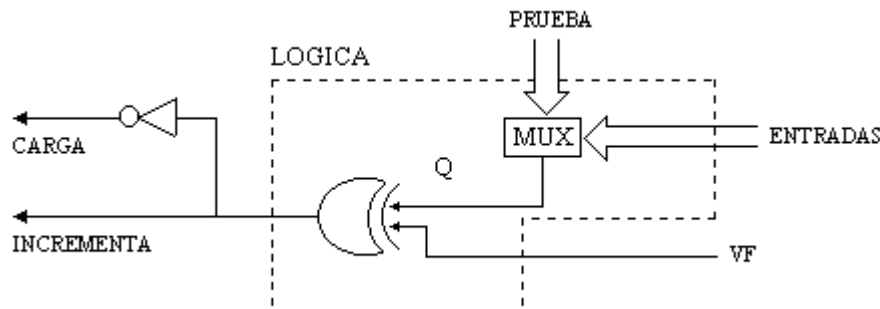 PRUEBA
LOGICA
MUX
ENTRADAS
CARGA
Q
INCREMENTA
VF